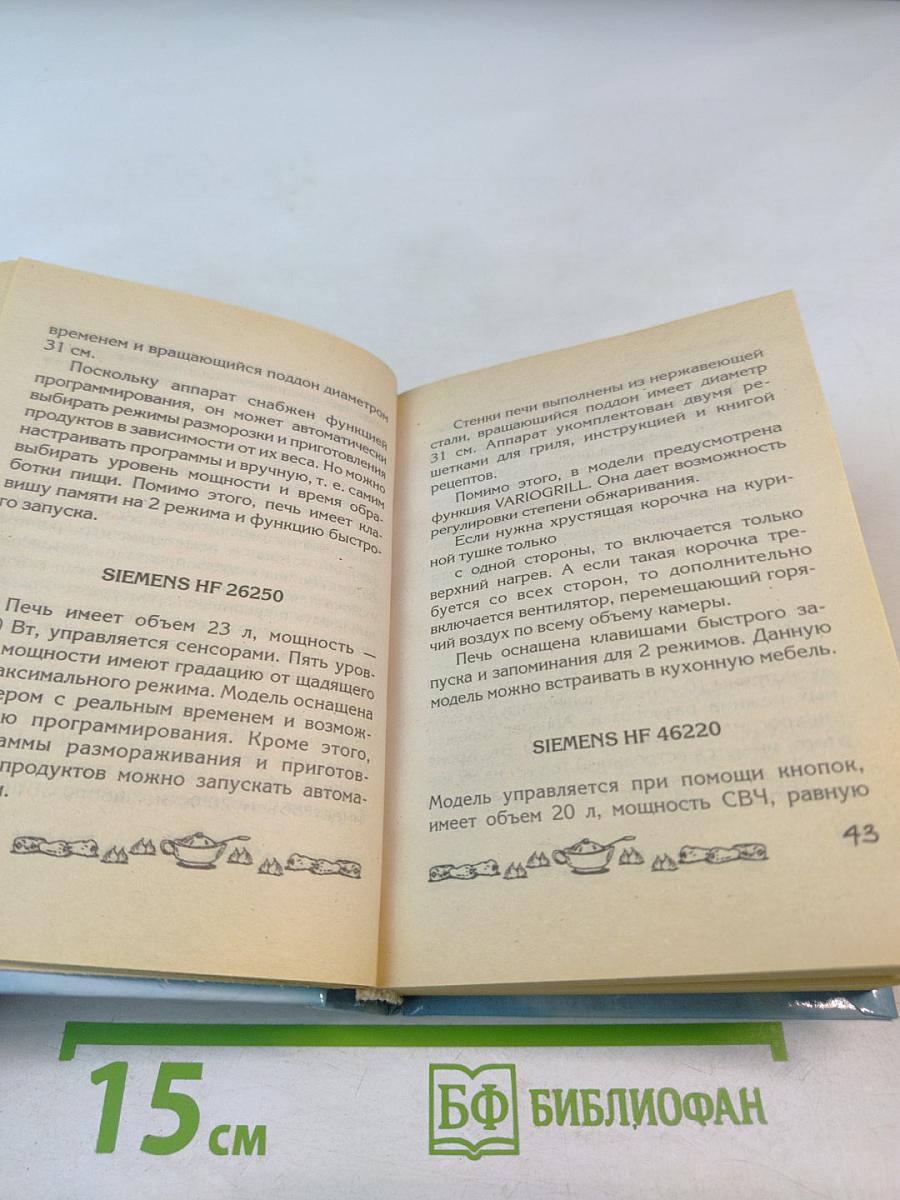 временем и вращающийся поддон диаметром
31 см.
Поскольку аппарат снабжен функцией
программирования, он может автоматически
выбирать режимы разморозки и приготовления
продуктов в зависимости от их веса. Но можно
настраивать программы и вручную, т. е. самим
выбирать уровень мощности и время обра-
ботки пищи. Помимо этого, печь имеет кла-
вишу памяти на 2 режима и функцию быстро-
го запуска.
SIEMENS HF 26250
Печь имеет объем 23 л, мощность —
Вт, управляется сенсорами. Пять уров-
мощности имеют градацию от щадящего
аксимального режима. Модель оснащена
ером с реальным временем и возмож-
ю программирования. Кроме этого,
аммы размораживания и приготов-
продуктов можно запускать автома-
и.
Стенки печи выполнены из нержавеющей
стали, вращающийся поддон имеет диаметр
31 см. Аппарат укомплектован двумя ре-
шетками для гриля, инструкцией и книгой
рецептов.
Помимо этого, в модели предусмотрена
функция VARIOGRILL. Она дает возможность
регулировки степени обжаривания.
Если нужна хрустящая корочка на кури-
ной тушке только
с одной стороны, то включается только
верхний нагрев. А если такая корочка тре-
буется со всех сторон, то дополнительно
включается вентилятор, перемещающий горя-
чий воздух по всему объему камеры.
Печь оснащена клавишами быстрого за-
пуска и запоминания для 2 режимов. Данную
модель можно встраивать в кухонную мебель.
SIEMENS HF 46220
Модель управляется при помощи кнопок,
имеет объем 20 л, мощность СВЧ, равную
43
15 см
БФ БИБЛИОФАН